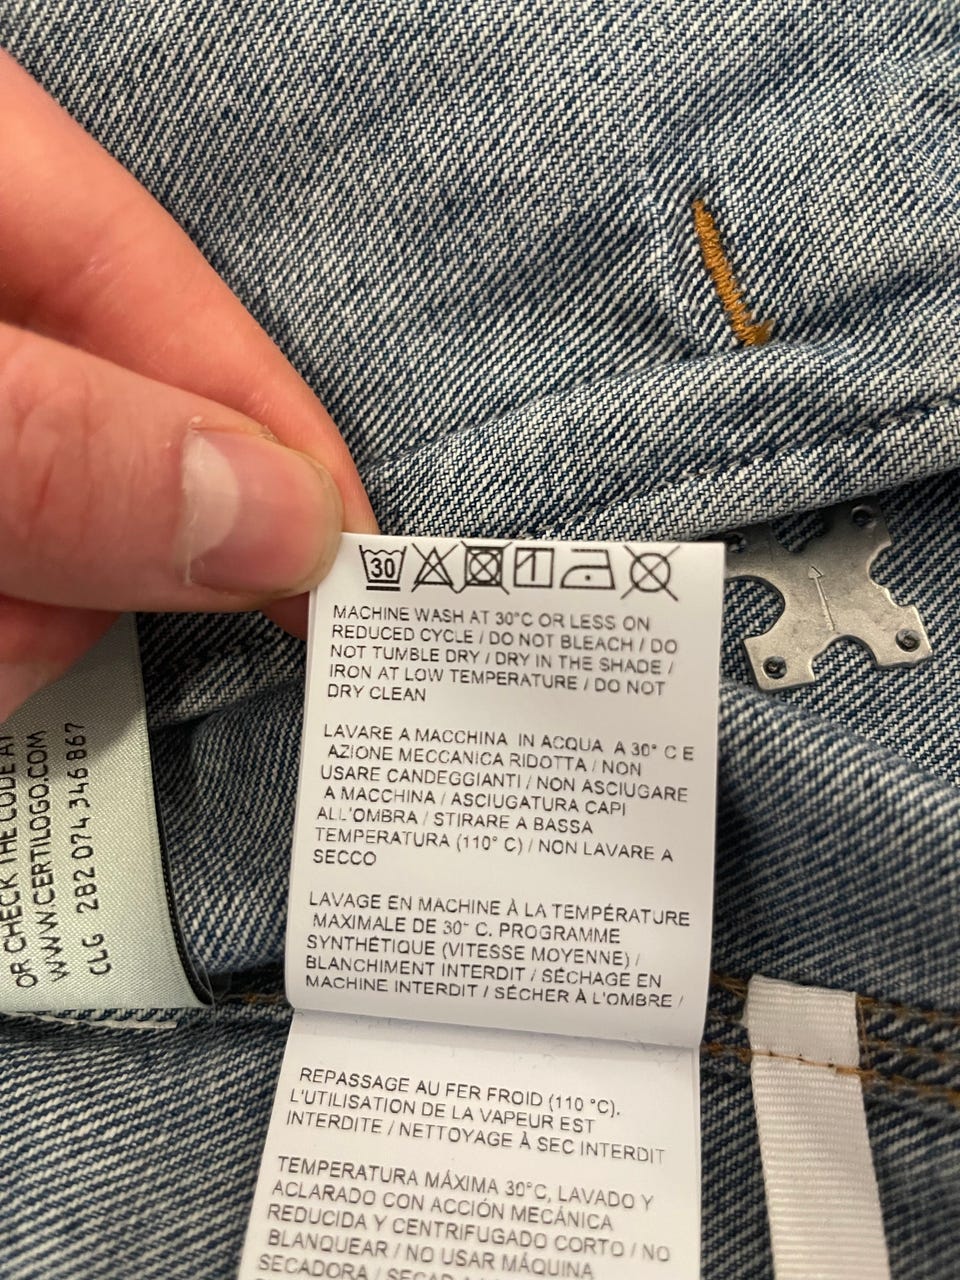 30
MACHINE WASH AT 30°C OR LESS ON
REDUCED CYCLE / DO NOT BLEACH / DO
NOT TUMBLE DRY / DRY IN THE SHADE /
IRON AT LOW TEMPERATURE / DO NOT
DRY CLEAN
LAVARE A MACCHINA IN ACQUA A 30° C E
AZIONE MECCANICA RIDOTTA / NON
USARE CANDEGGIANTI / NON ASCIUGARE
A MACCHINA / ASCIUGATURA CAPI
ALL'OMBRA / STIRARE A BASSA
TEMPERATURA (110° C) / NON LAVARE A
SECCO
LAVAGE EN MACHINE À LA TEMPÉRATURE
MAXIMALE DE 30° C. PROGRAMME
SYNTHÉTIQUE (VITESSE MOYENNE) /
BLANCHIMENT INTERDIT / SÉCHAGE EN
MACHINE INTERDIT / SÉCHER À L'OMBRE /
REPASSAGE AU FER FROID (110 °C).
L'UTILISATION DE LA VAPEUR EST
INTERDITE / NETTOYAGE À SEC INTERDIT
TEMPERATURA MÁXIMA 30°C, LAVADO Y
ACLARADO CON ACCIÓN MECÁNICA
REDUCIDA Y CENTRIFUGADO CORTO / NO
BLANQUEAR / NO USAR MÁQUINA
SECADORA /
OR CHECK THE CODE AT
WWW.CERTILOGO.COM
CLG 282 074 346 867